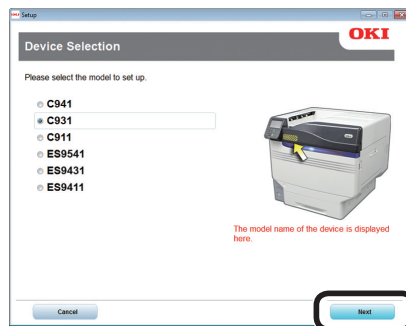 Setup
OKI
Device Selection
Please select the model to set up.
C941
C931
C911
ES9541
ES9431
ES9411
The model name of the device is displayed
here.
Cancel
Next